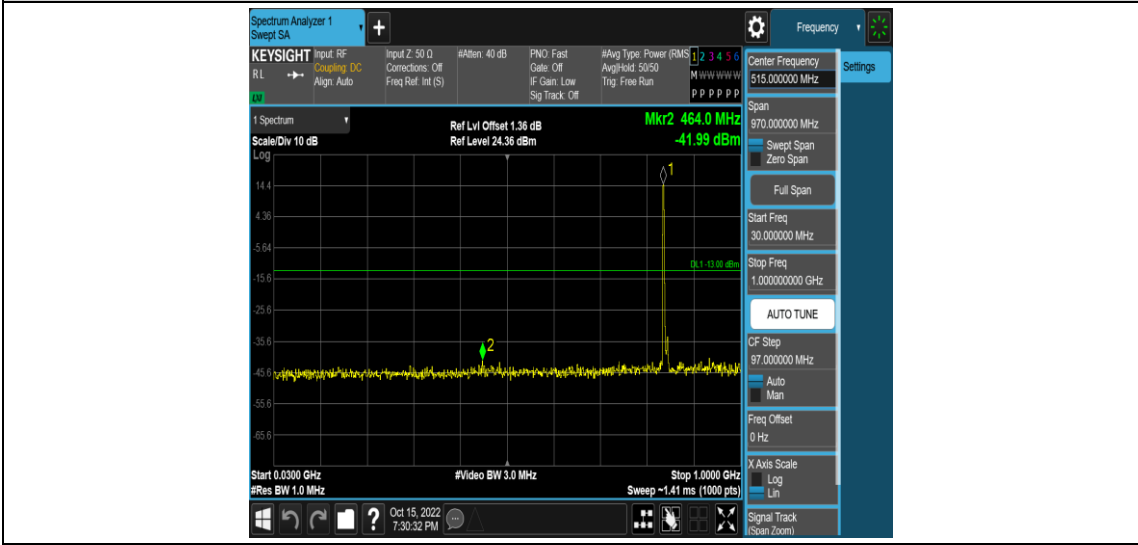 Spectrum Analyzer 1
Swept SA
+
Frequency
KEYSIGHT
RL
LM
Input: RF
Coupling: DC
Align: Auto
Input Z: 50 Ω
Corrections: Off
Freq Ref: Int (S)
#Atten: 40 dB
PNO: Fast
Gate: Off
IF Gain: Low
Sig Track: Off
#Avg Type: Power (RMS
Avg|Hold: 50/50
Trig: Free Run
1 2 3 4 5 6
M W W W W W
P P P P P P
1 Spectrum
Scale/Div 10 dB
Ref Lvl Offset 1.36 dB
Ref Level 24.36 dBm
Mkr2 464.0 MHz
-41.99 dBm
Log
14.4
4.36
-5.64
-15.6
-25.6
-35.6
-45.6
-55.6
-65.6
1
DL1 -13.00 dBm
2
Start 0.0300 GHz
#Res BW 1.0 MHz
#Video BW 3.0 MHz
Stop 1.0000 GHz
Sweep ~1.41 ms (1000 pts)
?
Oct 15, 2022
7:30:32 PM
Center Frequency
515.000000 MHz
Span
970.000000 MHz
Swept Span
Zero Span
Full Span
Start Freq
30.000000 MHz
Stop Freq
1.000000000 GHz
AUTO TUNE
CF Step
97.000000 MHz
Auto
Man
Freq Offset
0 Hz
X Axis Scale
Log
Lin
Signal Track
(Span Zoom)
Settings